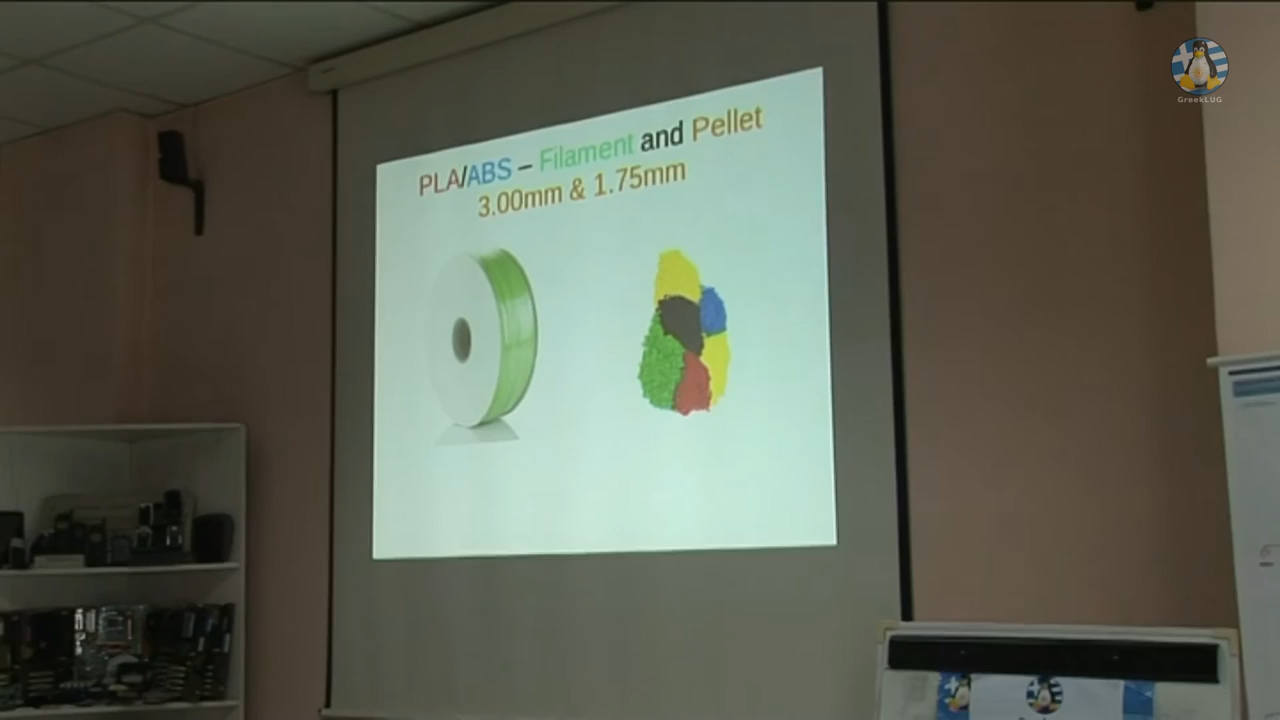 GreekLUG
PLA/ABS – Filament and Pellet
3.00mm & 1.75mm